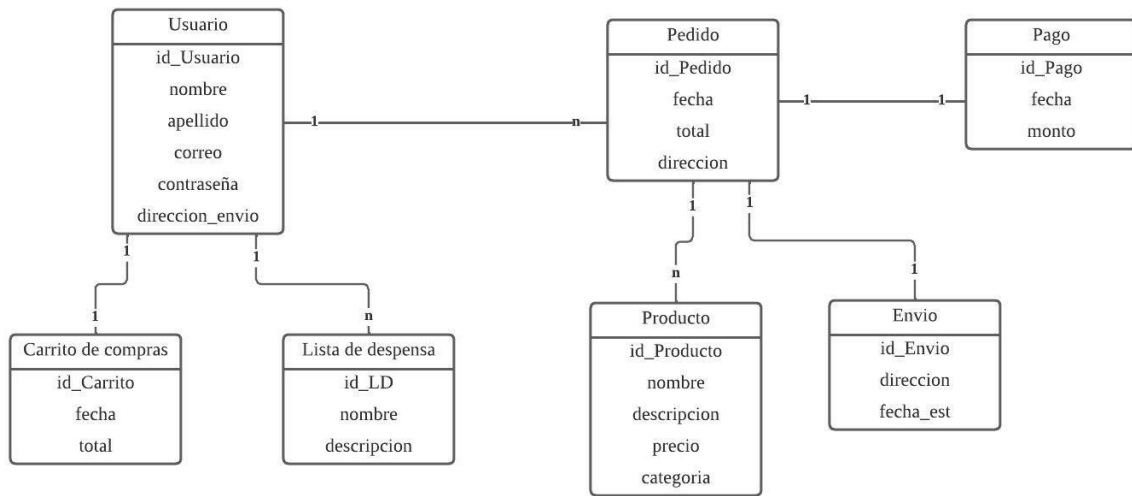 Usuario
id_Usuario
nombre
apellido
correo
contraseña
direccion_envio
1
n
Pedido
id_Pedido
fecha
total
direccion
1
1
Pago
id_Pago
fecha
monto
1
1
Carrito de compras
id_Carrito
fecha
total
1
n
Lista de despensa
id_LD
nombre
descripcion
1
n
Producto
id_Producto
nombre
descripcion
precio
categoria
1
1
Envio
id_Envio
direccion
fecha_est